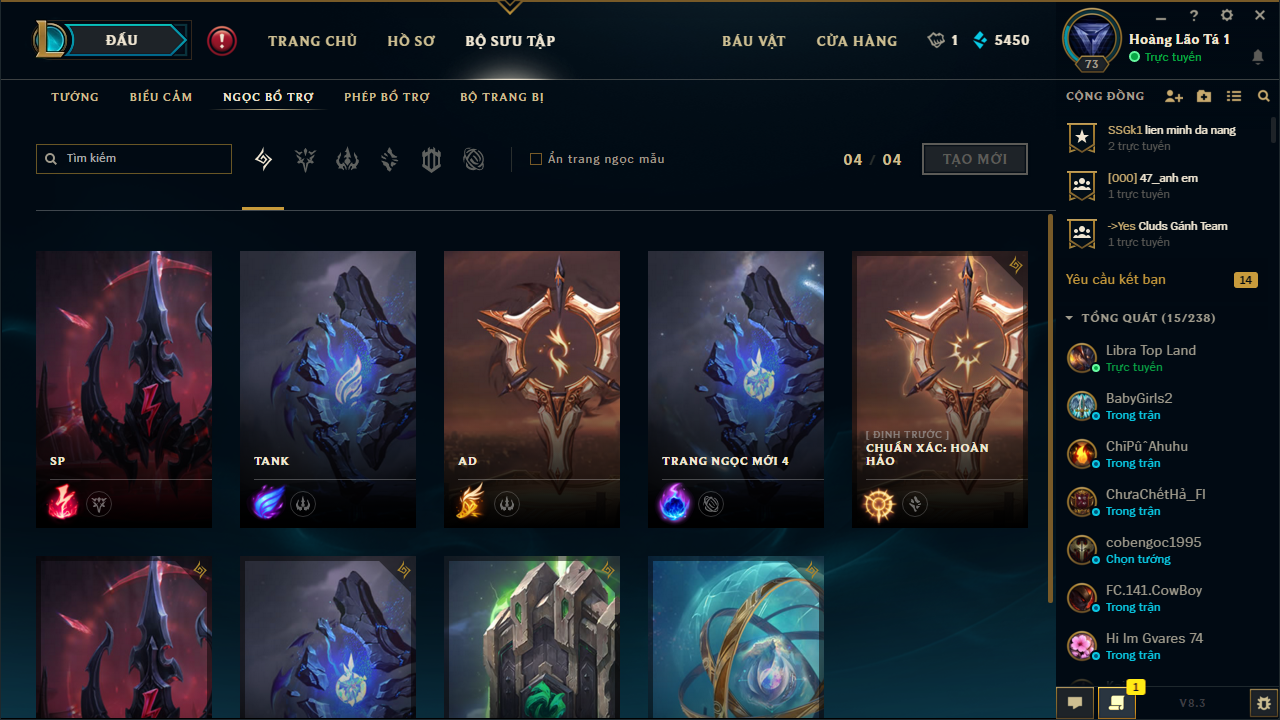 ĐẤU
TRANG CHỦ
HỒ SƠ
BỘ SƯU TẬP
BÁU VẬT
CỬA HÀNG
1
5450
73
Hoàng Lão Tá 1
Trực tuyến
TƯỚNG
BIỂU CẢM
NGỌC BỔ TRỢ
PHÉP BỔ TRỢ
BỘ TRANG BỊ
Tìm kiếm
Ẩn trang ngọc mẫu
04 / 04
TẠO MỚI
SP
TANK
AD
TRANG NGỌC MỚI 4
[ ĐỊNH TRƯỚC ]
CHUẨN XÁC: HOÀN
HẢO
CỘNG ĐỒNG
SSGk1 lien minh da nang
2 trực tuyến
[000] 47_anh em
1 trực tuyến
->Yes Cluds Gánh Team
1 trực tuyến
Yêu cầu kết bạn
14
TỔNG QUÁT (15/238)
Libra Top Land
Trực tuyến
BabyGirls2
Trong trận
ChĩPûˆAhuhu
Trong trận
ChưaChếtHả_FI
Trong trận
cobengoc1995
Chọn tướng
FC.141.CowBoy
Trong trận
Hi Im Gvares 74
Trong trận
1
V8.3